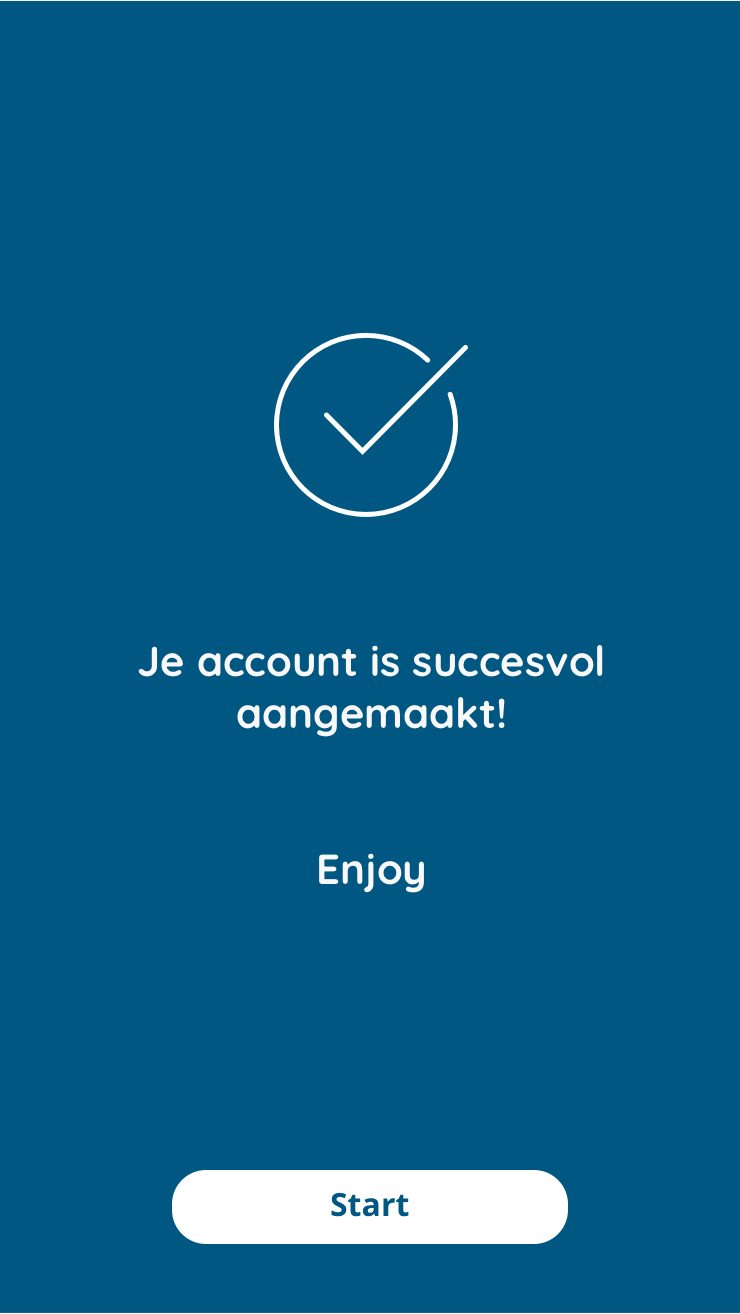 Je account is succesvol
aangemaakt!
Enjoy
Start